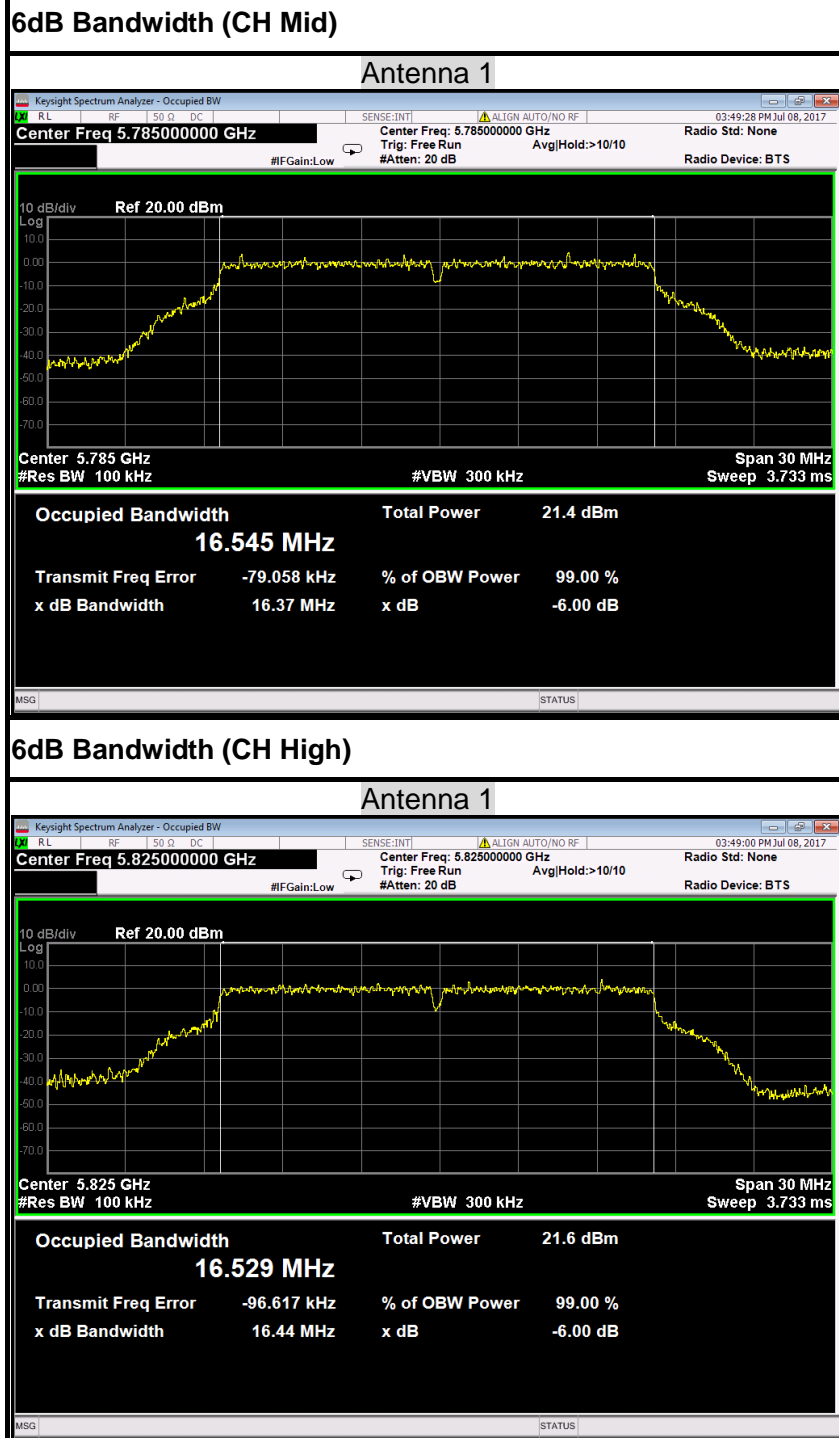 6dB Bandwidth (CH Mid)
Antenna 1
Keysight Spectrum Analyzer - Occupied BW
LXI RL RF 50 Ω DC SENSE:INT ALIGN AUTO/NO RF 03:49:28 PM Jul 08, 2017
Center Freq 5.785000000 GHz Center Freq: 5.785000000 GHz Radio Std: None
Trig: Free Run Avg|Hold:>10/10
#IFGain:Low #Atten: 20 dB Radio Device: BTS
10 dB/div Ref 20.00 dBm
Log
10.0
0.00
-10.0
-20.0
-30.0
-40.0
-50.0
-60.0
-70.0
Center 5.785 GHz Span 30 MHz
#Res BW 100 kHz #VBW 300 kHz Sweep 3.733 ms
Occupied Bandwidth Total Power 21.4 dBm
16.545 MHz
Transmit Freq Error -79.058 kHz % of OBW Power 99.00 %
x dB Bandwidth 16.37 MHz x dB -6.00 dB
MSG STATUS
6dB Bandwidth (CH High)
Antenna 1
Keysight Spectrum Analyzer - Occupied BW
LXI RL RF 50 Ω DC SENSE:INT ALIGN AUTO/NO RF 03:49:00 PM Jul 08, 2017
Center Freq 5.825000000 GHz Center Freq: 5.825000000 GHz Radio Std: None
Trig: Free Run Avg|Hold:>10/10
#IFGain:Low #Atten: 20 dB Radio Device: BTS
10 dB/div Ref 20.00 dBm
Log
10.0
0.00
-10.0
-20.0
-30.0
-40.0
-50.0
-60.0
-70.0
Center 5.825 GHz Span 30 MHz
#Res BW 100 kHz #VBW 300 kHz Sweep 3.733 ms
Occupied Bandwidth Total Power 21.6 dBm
16.529 MHz
Transmit Freq Error -96.617 kHz % of OBW Power 99.00 %
x dB Bandwidth 16.44 MHz x dB -6.00 dB
MSG STATUS